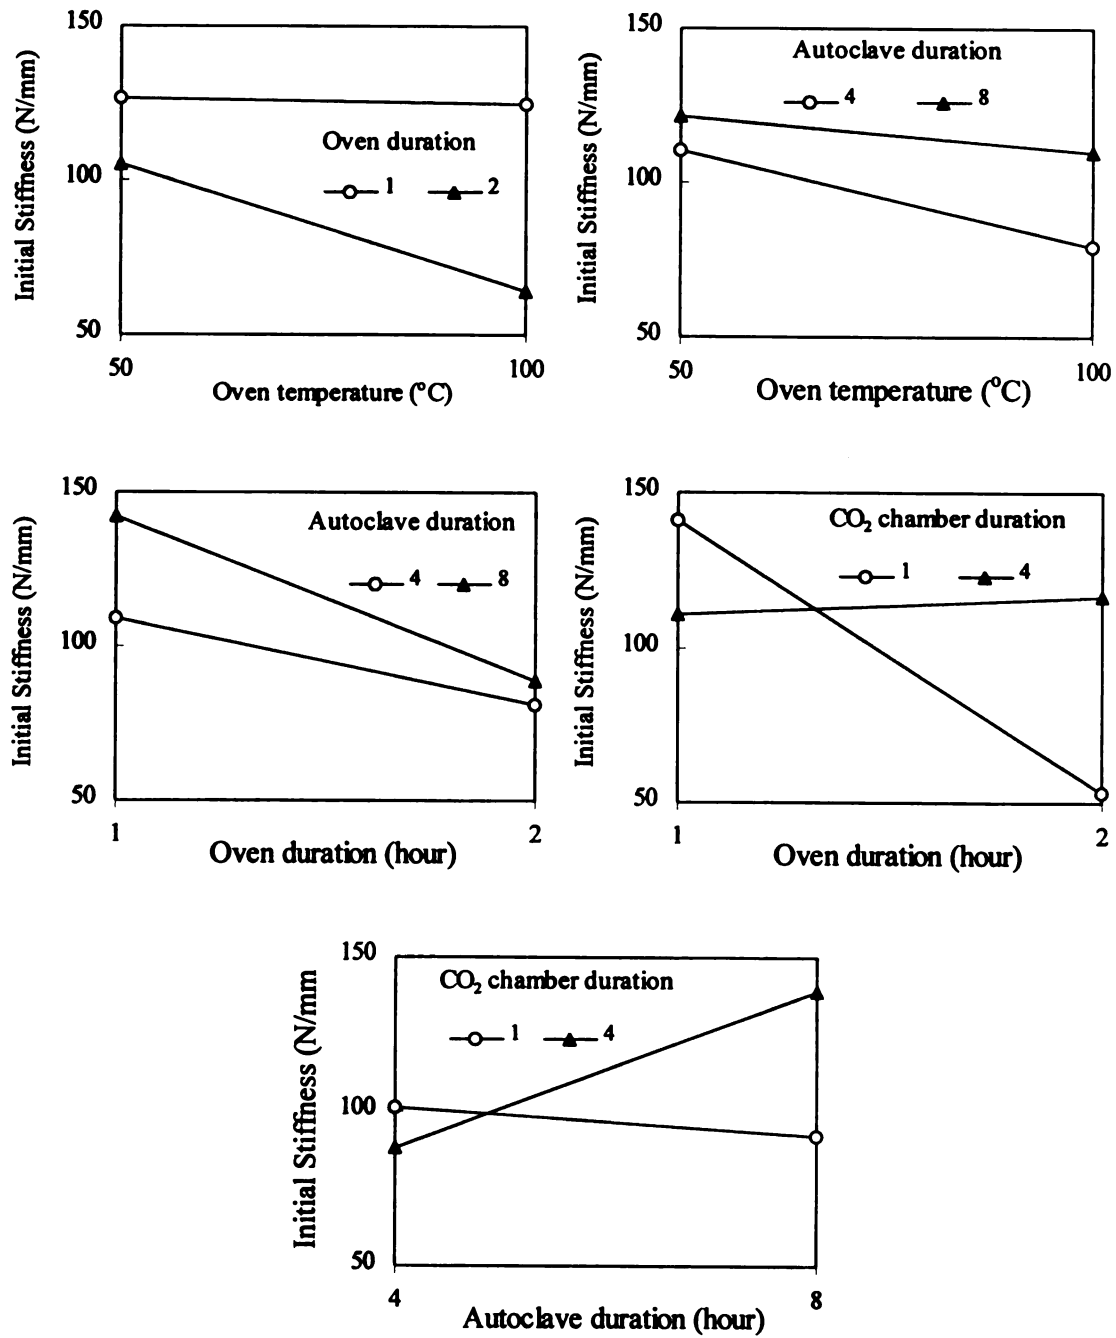 150
100
50
Initial Stiffness (N/mm)
Oven duration
1 2
50 100
Oven temperature (°C)
150
100
50
Initial Stiffness (N/mm)
Autoclave duration
4 8
50 100
Oven temperature (°C)
150
100
50
Initial Stiffness (N/mm)
Autoclave duration
4 8
1 2
Oven duration (hour)
150
100
50
Initial Stiffness (N/mm)
CO₂ chamber duration
1 4
1 2
Oven duration (hour)
150
100
50
Initial Stiffness (N/mm
CO₂ chamber duration
1 4
4 8
Autoclave duration (hour)